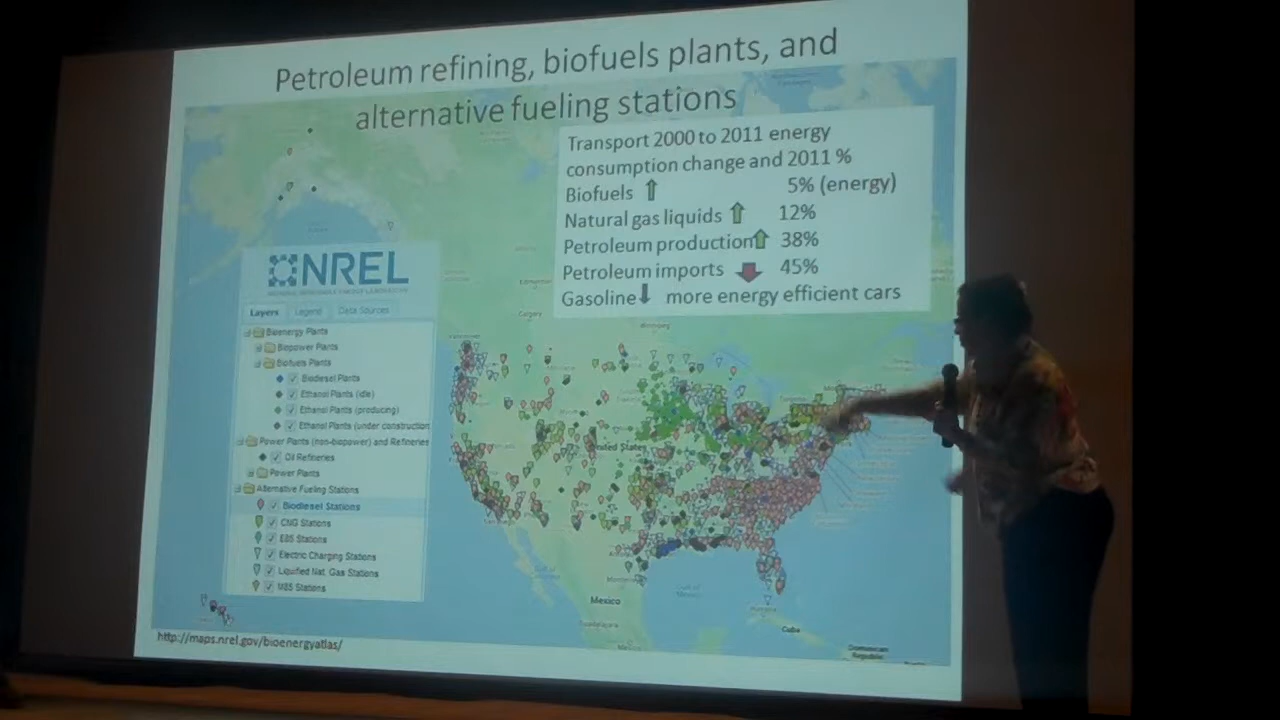 Petroleum refining, biofuels plants, and
alternative fueling stations
Transport 2000 to 2011 energy
consumption change and 2011 %
Biofuels 5% (energy)
Natural gas liquids 12%
Petroleum production 38%
Petroleum imports 45%
Gasoline more energy efficient cars
NREL
NATIONAL RENEWABLE ENERGY LABORATORY
Layers Legend Data Sources
Bioenergy Plants
Biopower Plants
Biofuels Plants
Biodiesel Plants
Ethanol Plants (idle)
Ethanol Plants (producing)
Ethanol Plants (under construction
Power Plants (non-biopower) and Refineries
Oil Refineries
Power Plants
Alternative Fueling Stations
Biodiesel Stations
CNG Stations
E85 Stations
Electric Charging Stations
Liquified Nat. Gas Stations
M85 Stations
Edmonton
Calgary
Vancouver
Winnipeg
United States
Toronto
Monterrey
Gulf of
Mexico
Mexico
Guadalajara
Cuba
Dominican
Republic
http://maps.nrel.gov/bioenergyatlas/